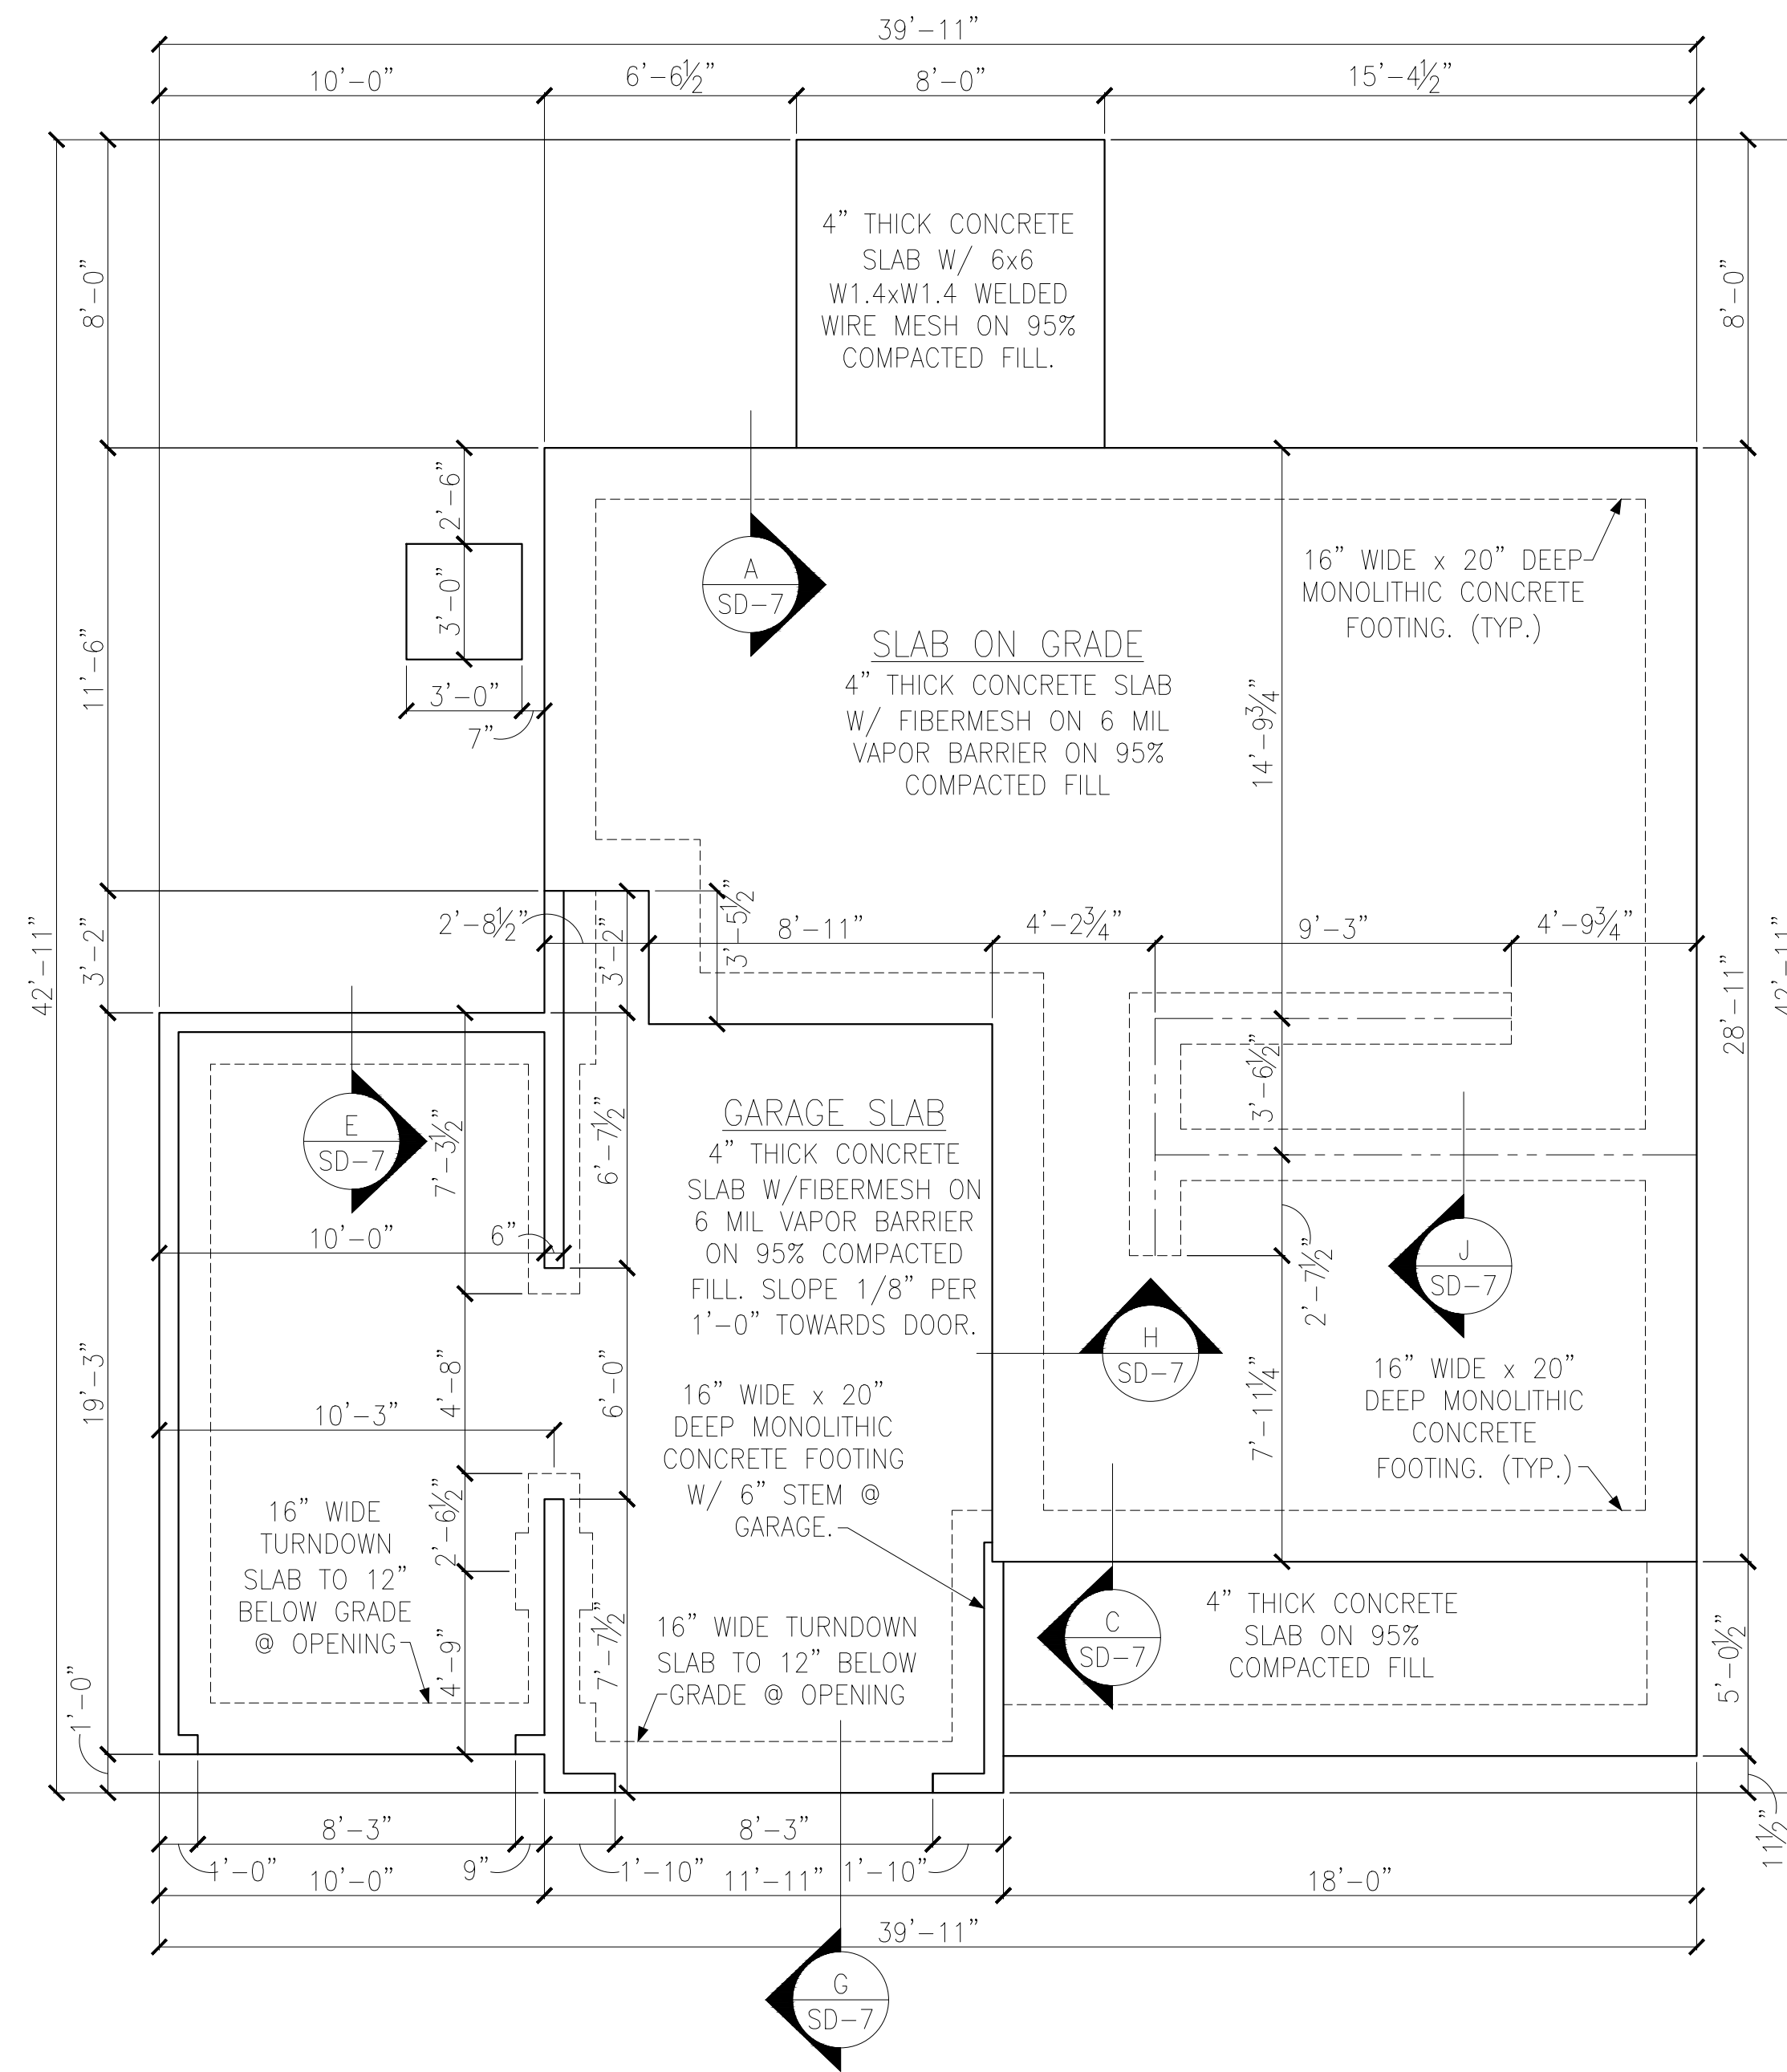 39'-11"
10'-0"
6'-6½"
8'-0"
15'-4½"
4" THICK CONCRETE
SLAB W/ 6x6
W1.4xW1.4 WELDED
WIRE MESH ON 95%
COMPACTED FILL.
8'-0"
8'-0"
2'-6"
3'-0"
3'-0"
7"
11'-6"
A
SD-7
16" WIDE x 20" DEEP
MONOLITHIC CONCRETE
FOOTING. (TYP.)
SLAB ON GRADE
4" THICK CONCRETE SLAB
W/ FIBERMESH ON 6 MIL
VAPOR BARRIER ON 95%
COMPACTED FILL
14'-9¾"
42'-11"
3'-2"
2'-8½"
3'-2"
3'-5½"
8'-11"
4'-2¾"
9'-3"
4'-9¾"
28'-11"
42'-11"
E
SD-7
7'-3½"
6'-7½"
3'-6½"
GARAGE SLAB
4" THICK CONCRETE
SLAB W/FIBERMESH ON
6 MIL VAPOR BARRIER
ON 95% COMPACTED
FILL. SLOPE 1/8" PER
1'-0" TOWARDS DOOR.
10'-0"
6"
J
SD-7
2'-7½"
H
SD-7
19'-3"
4'-8"
6'-0"
10'-3"
16" WIDE x 20"
DEEP MONOLITHIC
CONCRETE FOOTING
W/ 6" STEM @
GARAGE.
7'-11¼"
16" WIDE x 20"
DEEP MONOLITHIC
CONCRETE
FOOTING. (TYP.)
16" WIDE
TURNDOWN
SLAB TO 12"
BELOW GRADE
@ OPENING
2'-6½"
4'-9"
7'-7½"
16" WIDE TURNDOWN
SLAB TO 12" BELOW
GRADE @ OPENING
C
SD-7
4" THICK CONCRETE
SLAB ON 95%
COMPACTED FILL
5'-0½"
1'-0"
11½"
8'-3"
8'-3"
1'-0"
9"
1'-10"
1'-10"
10'-0"
11'-11"
18'-0"
39'-11"
G
SD-7